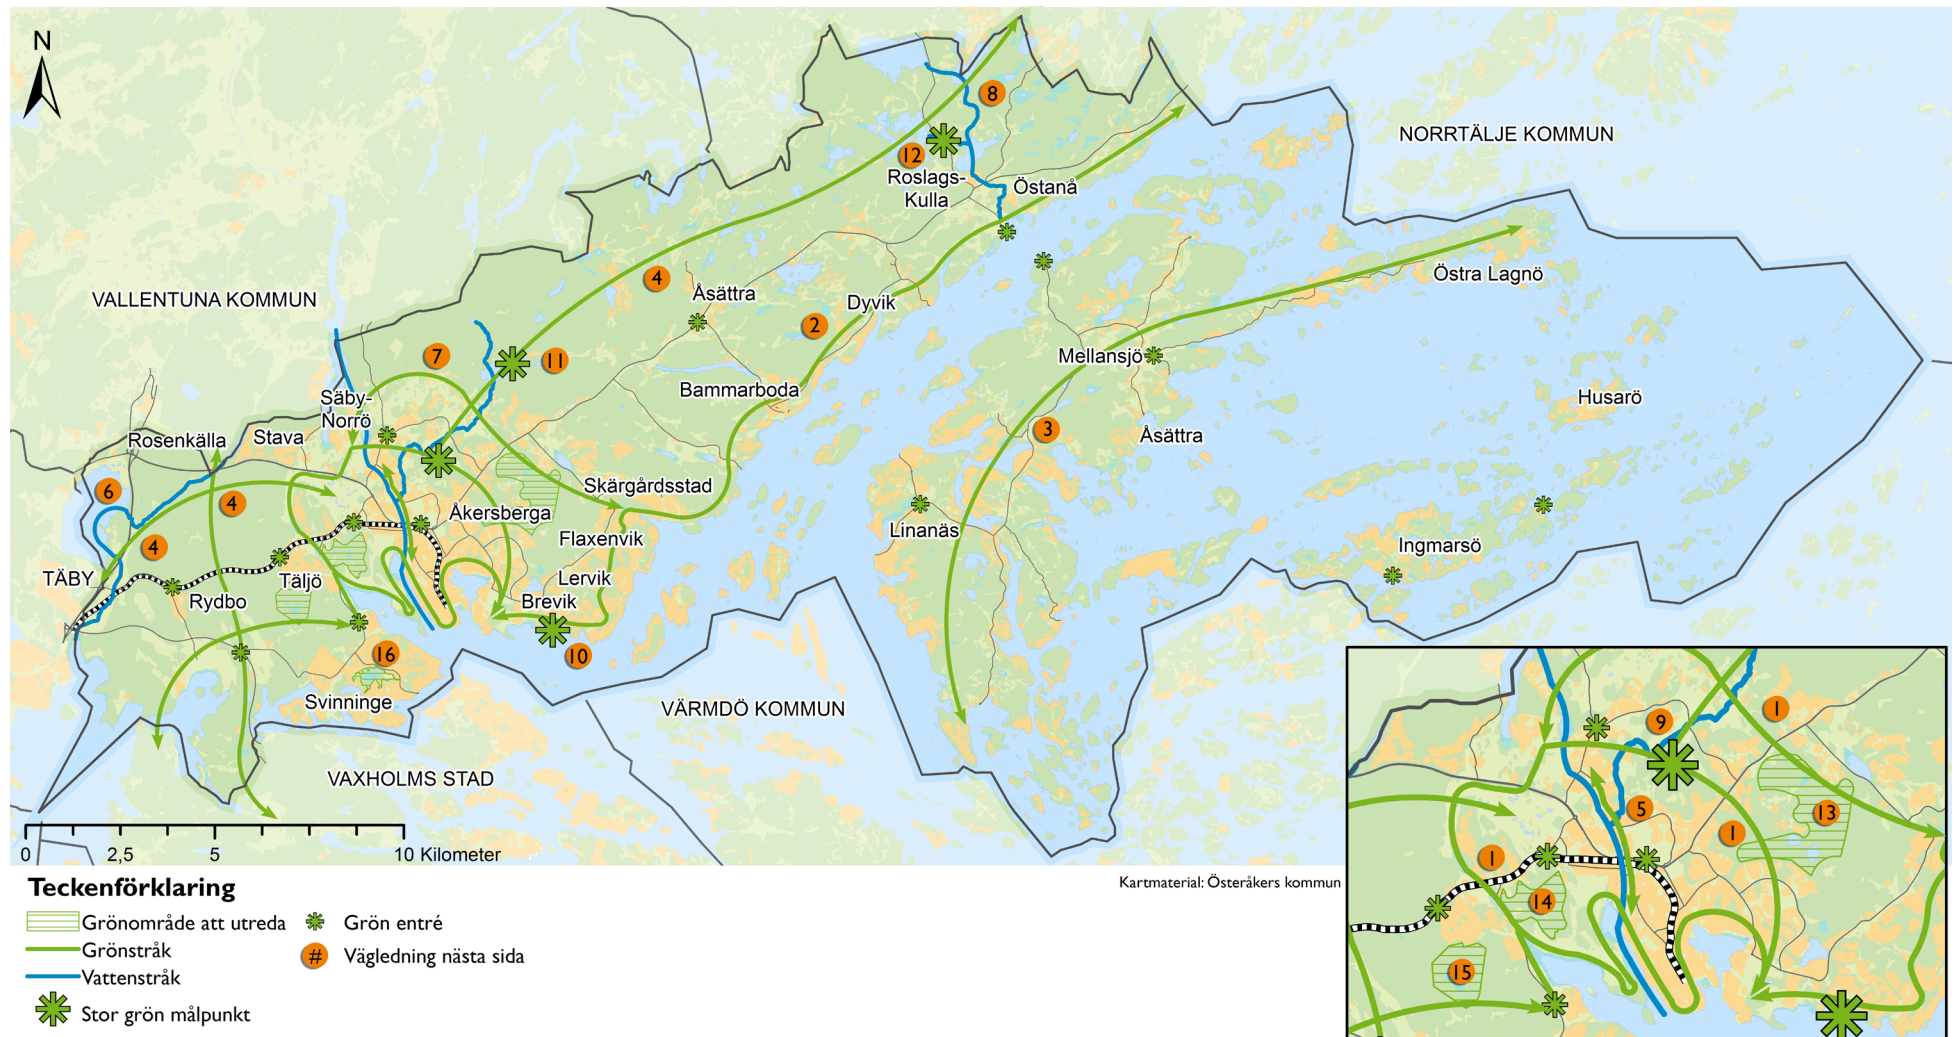 N
8
NORRTÄLJE KOMMUN
12
Roslags-
Kulla
Östanå
4
Åsättra
Östra Lagnö
VALLENTUNA KOMMUN
Dyvik
2
7
11
Mellansjö
Bammarboda
Säby-
Norrö
Husarö
Rosenkälla
Stava
3
Åsättra
6
4
Skärgårdsstad
Åkersberga
Linanäs
4
Flaxenvik
Ingmarsö
TÄBY
Täljö
Lervik
Rydbo
Brevik
16
10
Svinninge
VÄRMDÖ KOMMUN
VAXHOLMS STAD
9
1
5
13
1
1
14
15
0 2,5 5 10 Kilometer
Kartmaterial: Österåkers kommun
Teckenförklaring
Grönområde att utreda
Grön entré
Grönstråk
# Vägledning nästa sida
Vattenstråk
Stor grön målpunkt